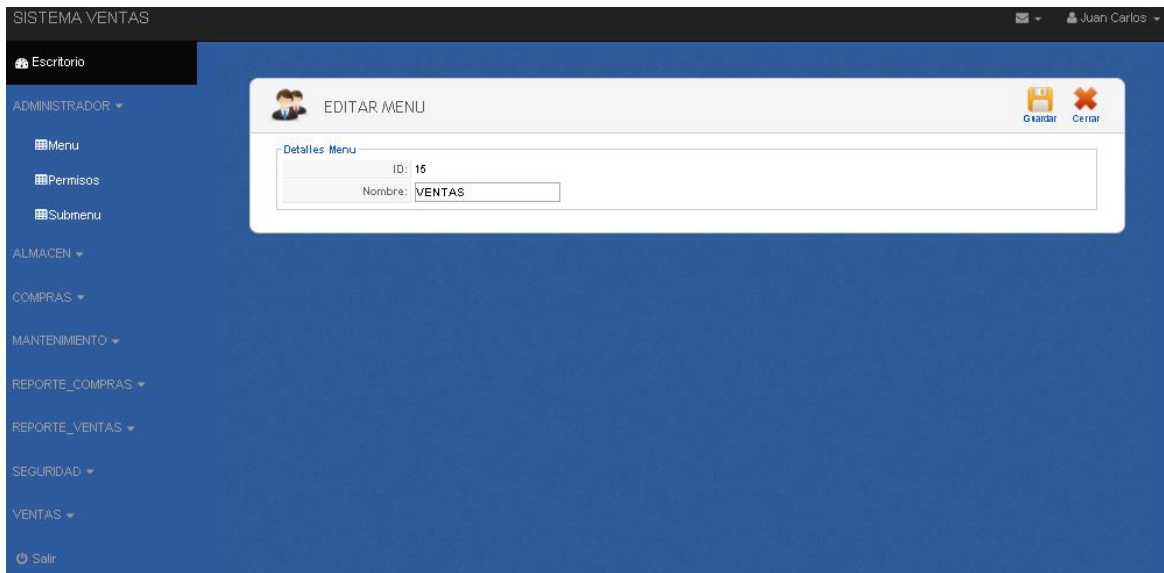 SISTEMA VENTAS
Juan Carlos
Escritorio
ADMINISTRADOR
Menu
Permisos
Submenu
ALMACEN
COMPRAS
MANTENIMIENTO
REPORTE_COMPRAS
REPORTE_VENTAS
SEGURIDAD
VENTAS
Salir
EDITAR MENU
Guardar Cerrar
Detalles Menu
ID: 15
Nombre: VENTAS